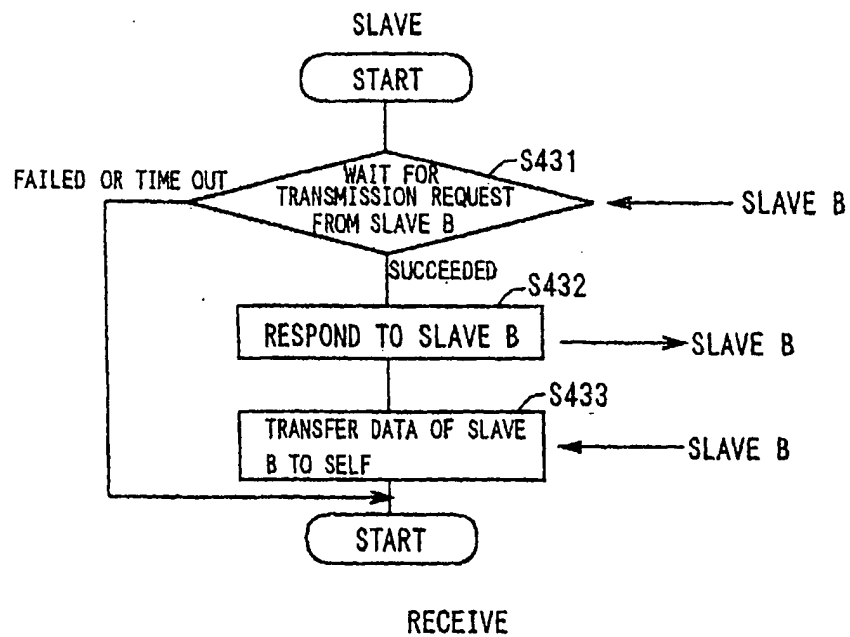 SLAVE
START
S431
FAILED OR TIME OUT
WAIT FOR
TRANSMISSION REQUEST
FROM SLAVE B
SLAVE B
SUCCEEDED
S432
RESPOND TO SLAVE B
SLAVE B
S433
TRANSFER DATA OF SLAVE
B TO SELF
SLAVE B
START
RECEIVE